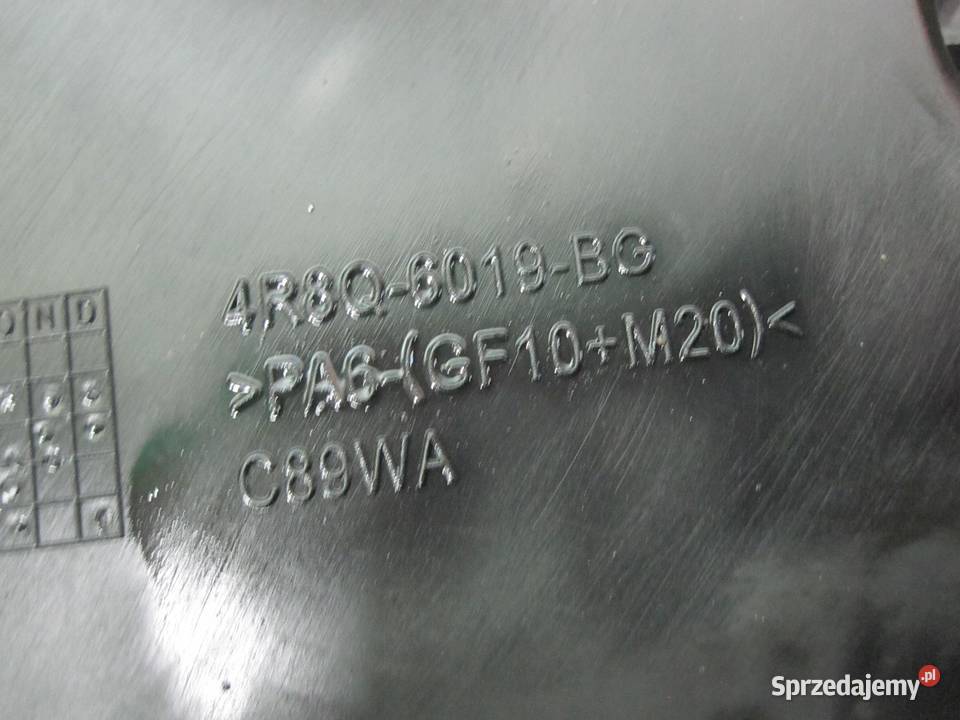 4R8Q-6019-BG
>PA6-(GF10+M20)<
C89WA
O N D
Sprzedajemy.pl